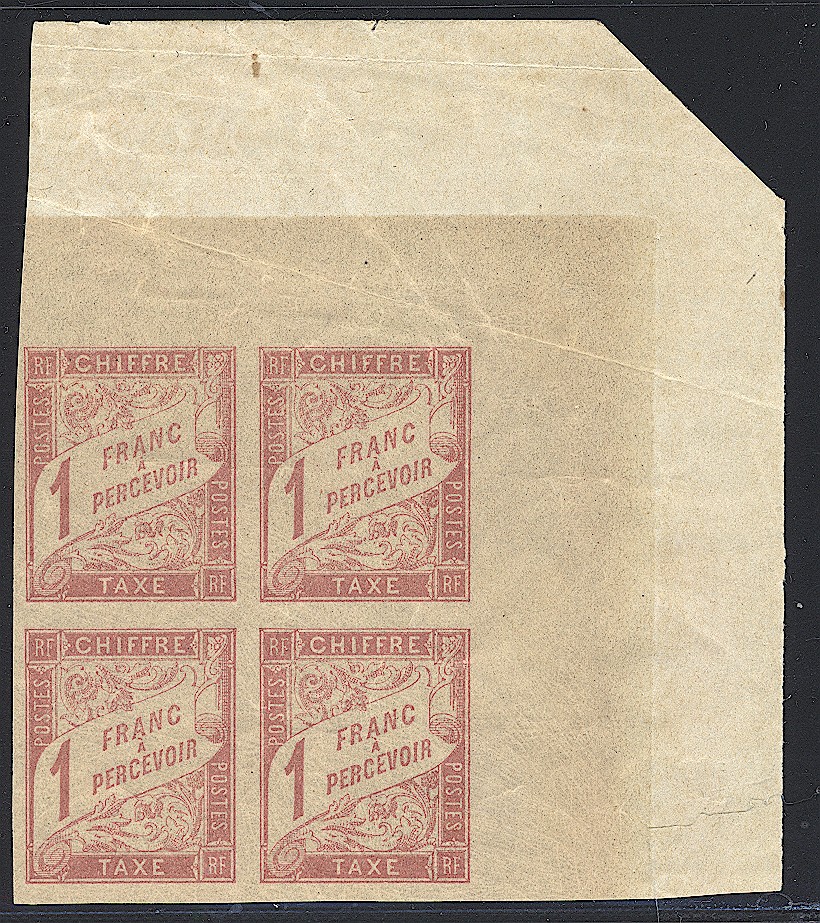 RF CHIFFRE
POSTES
1 FRANC
À
PERCEVOIR
POSTES
TAXE RF
RF CHIFFRE
POSTES
1 FRANC
À
PERCEVOIR
POSTES
TAXE RF
RF CHIFFRE
POSTES
1 FRANC
À
PERCEVOIR
POSTES
TAXE RF
RF CHIFFRE
POSTES
1 FRANC
À
PERCEVOIR
POSTES
TAXE RF